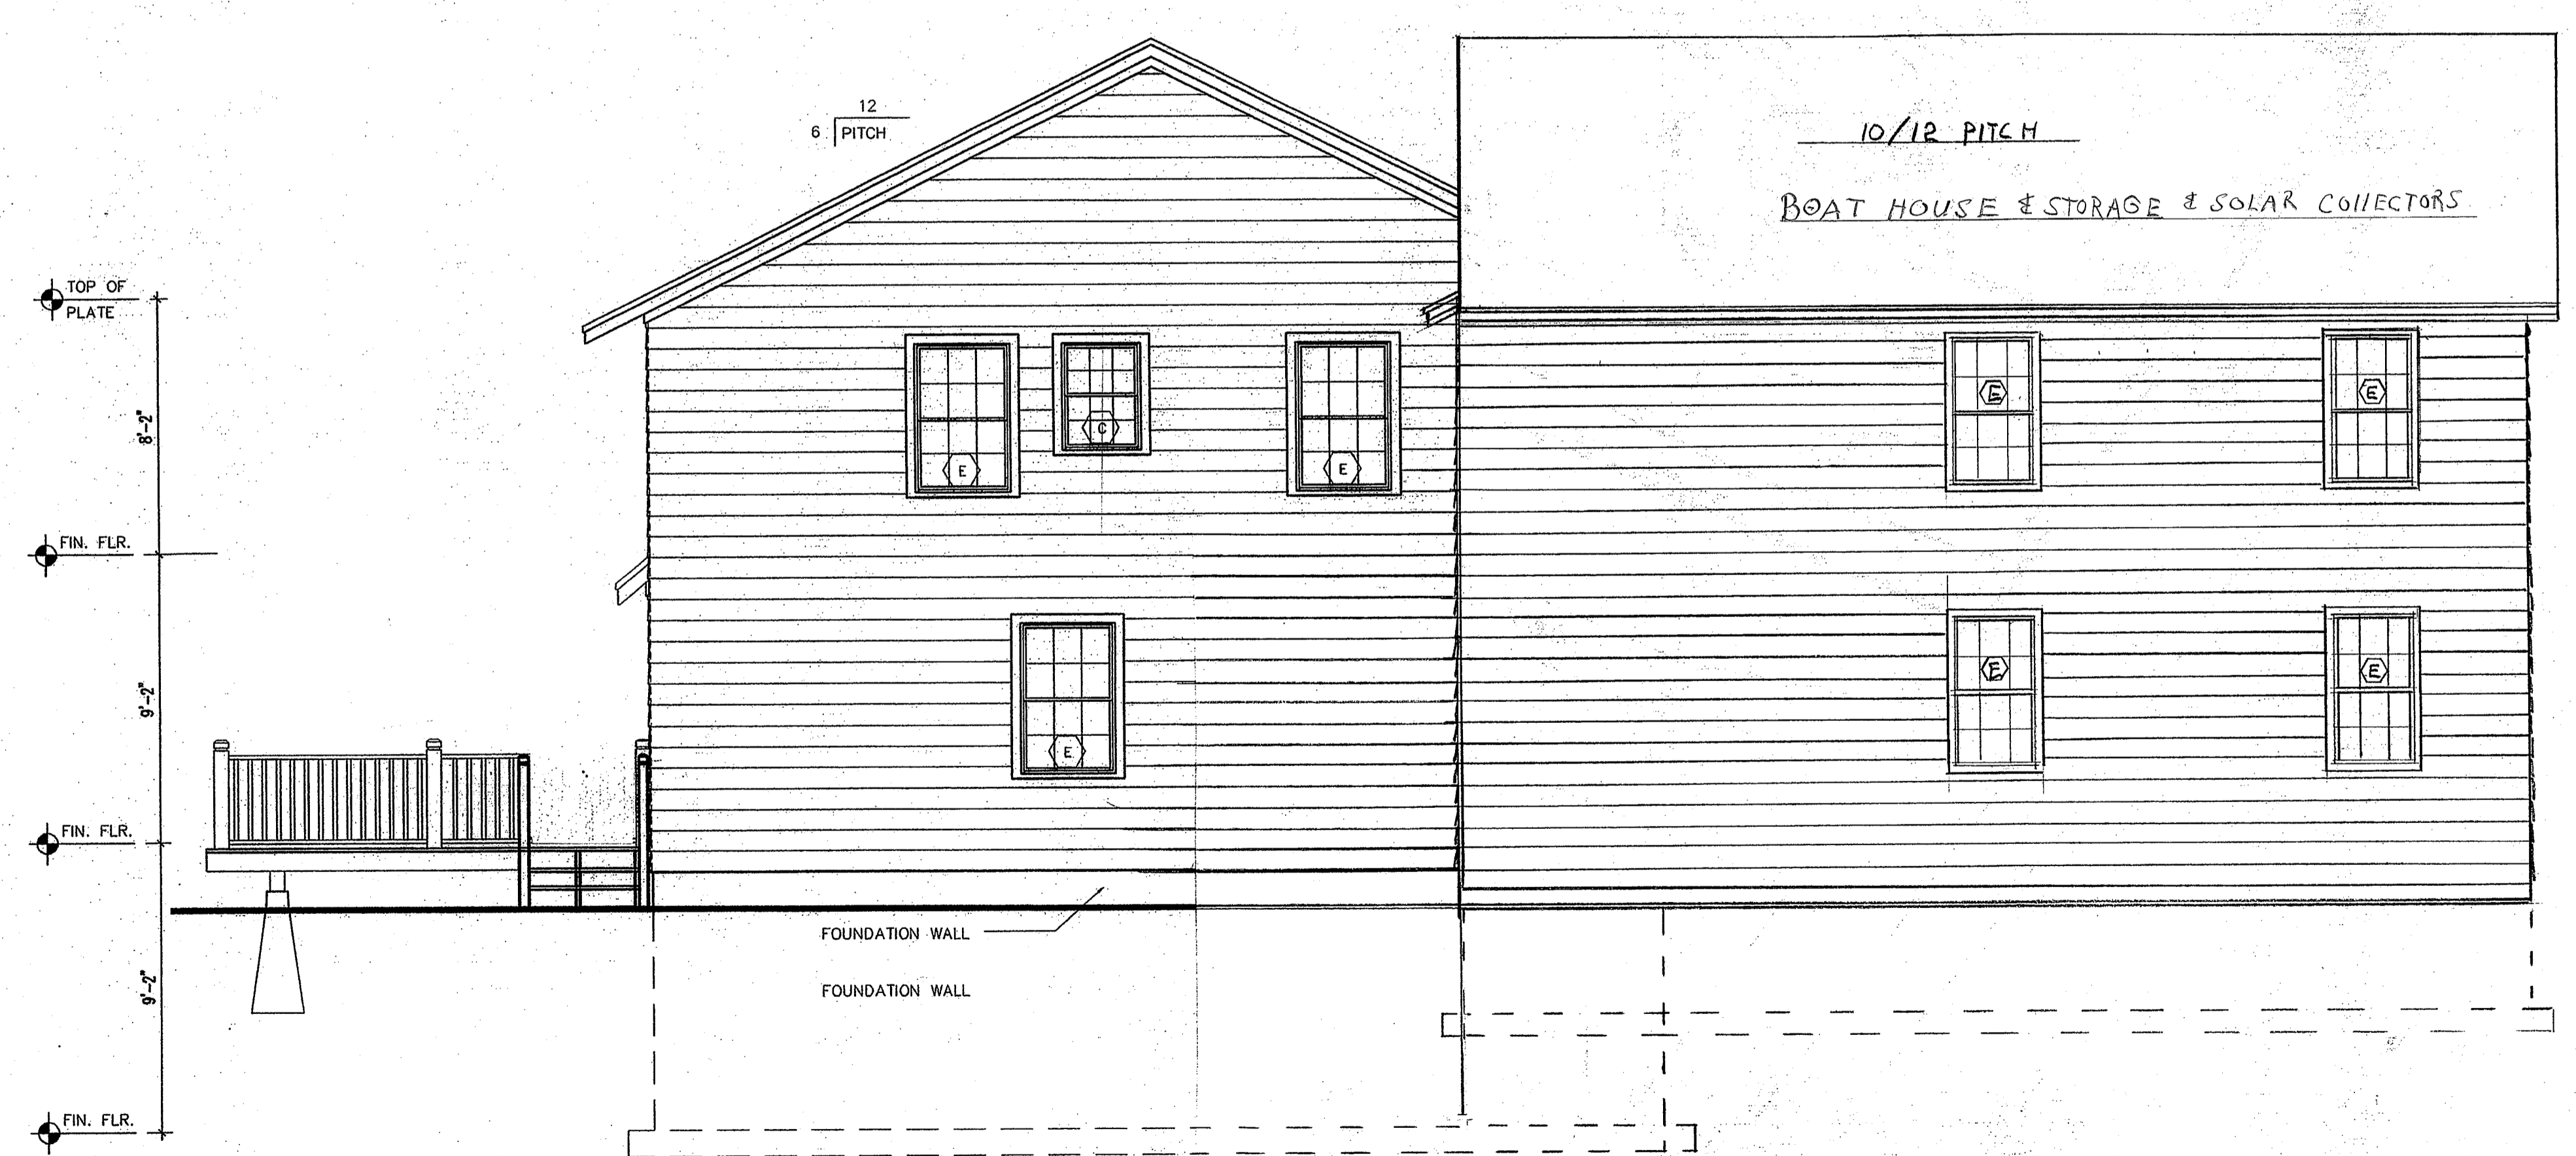 12
6 PITCH
10/12 PITCH
BOAT HOUSE & STORAGE & SOLAR COllECTORS
TOP OF
PLATE
8'-2"
E
C
E
E
E
FIN. FLR.
9'-2"
E
E
E
FIN. FLR.
FOUNDATION WALL
9'-2"
FOUNDATION WALL
FIN. FLR.